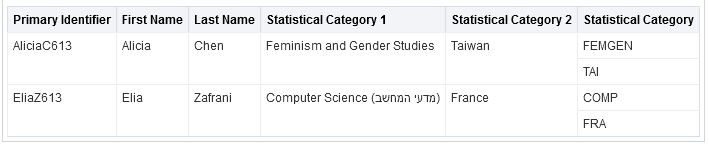 Primary Identifier First Name Last Name Statistical Category 1 Statistical Category 2 Statistical Category
AliciaC613 Alicia Chen Feminism and Gender Studies Taiwan FEMGEN
TAI
EliaZ613 Elia Zafrani Computer Science (מדעי המחשב) France COMP
FRA